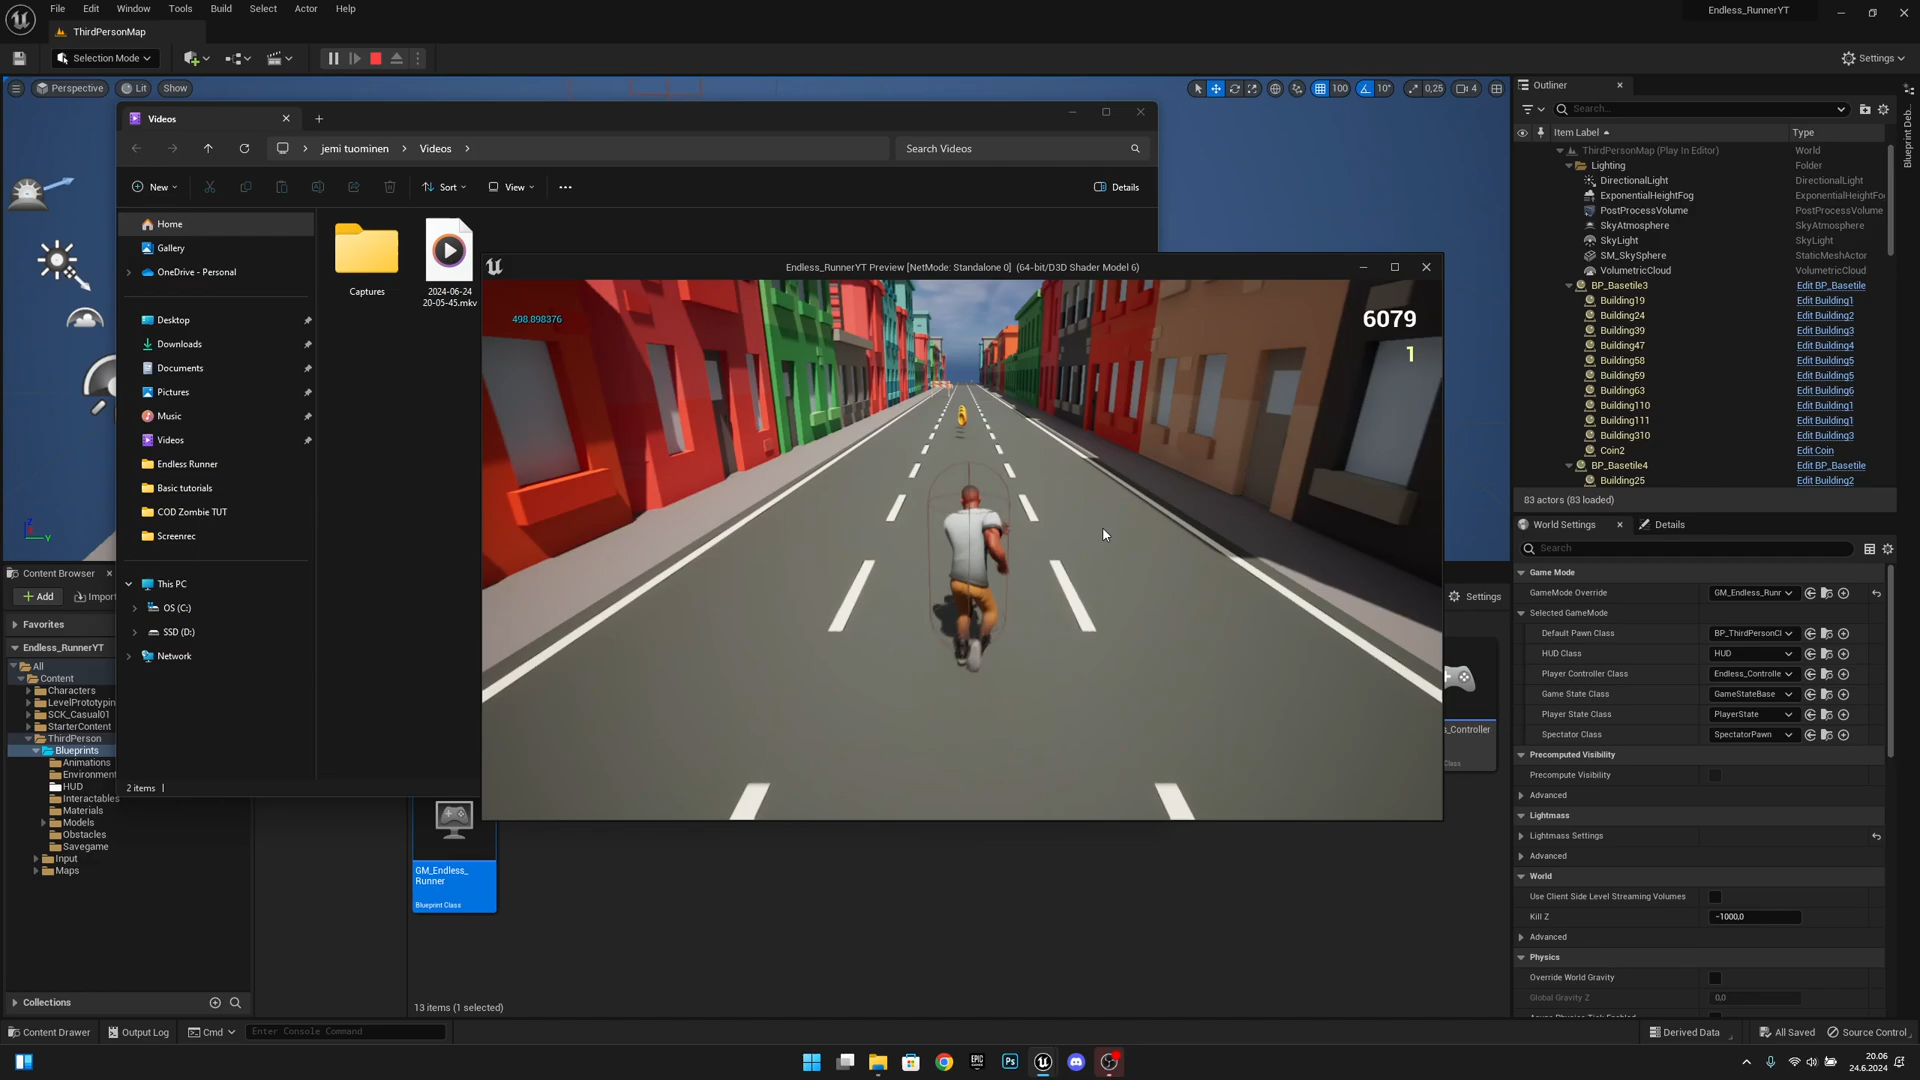 File Edit Window Tools Build Select Actor Help
Endless_RunnerYT
ThirdPersonMap
Selection Mode
Settings
Perspective Lit Show
100 10° 0,25 4
Videos
jemi tuominen Videos
Search Videos
New Sort View Details
Home
Gallery
OneDrive - Personal
Desktop
Downloads
Documents
Pictures
Music
Videos
Endless Runner
Basic tutorials
COD Zombie TUT
Screenrec
This PC
OS (C:)
SSD (D:)
Network
2 items
Captures
2024-06-24
20-05-45.mkv
Endless_RunnerYT Preview [NetMode: Standalone 0] (64-bit/D3D Shader Model 6)
498.898376
6079
1
Outliner
Search...
Item Label Type
ThirdPersonMap (Play In Editor) World
Lighting Folder
DirectionalLight DirectionalLight
ExponentialHeightFog ExponentialHeightFo
PostProcessVolume PostProcessVolume
SkyAtmosphere SkyAtmosphere
SkyLight SkyLight
SM_SkySphere StaticMeshActor
VolumetricCloud VolumetricCloud
BP_Basetile3 Edit BP_Basetile
Building19 Edit Building1
Building24 Edit Building2
Building39 Edit Building3
Building47 Edit Building4
Building58 Edit Building5
Building59 Edit Building5
Building63 Edit Building6
Building110 Edit Building1
Building111 Edit Building1
Building310 Edit Building3
Coin2 Edit Coin
BP_Basetile4 Edit BP_Basetile
Building25 Edit Building2
83 actors (83 loaded)
Blueprint Deb
World Settings Details
Search
Game Mode
GameMode Override GM_Endless_Runr
Selected GameMode
Default Pawn Class BP_ThirdPersonCl
HUD Class HUD
Player Controller Class Endless_Controlle
Game State Class GameStateBase
Player State Class PlayerState
Spectator Class SpectatorPawn
Precomputed Visibility
Precompute Visibility
Advanced
Lightmass
Lightmass Settings
Advanced
World
Use Client Side Level Streaming Volumes
Kill Z -1000,0
Advanced
Physics
Override World Gravity
Global Gravity Z 0,0
Content Browser
Add Import
Settings
Favorites
Endless_RunnerYT
All
Content
Characters
LevelPrototypin
SCK_Casual01
StarterContent
ThirdPerson
Blueprints
Animations
Environment
HUD
Interactables
Materials
Models
Obstacles
Savegame
Input
Maps
Collections
GM_Endless_
Runner
Blueprint Class
s_Controller
Class
13 items (1 selected)
Content Drawer Output Log Cmd Enter Console Command
Derived Data All Saved Source Control
EPIC
Ps
20.06
24.6.2024